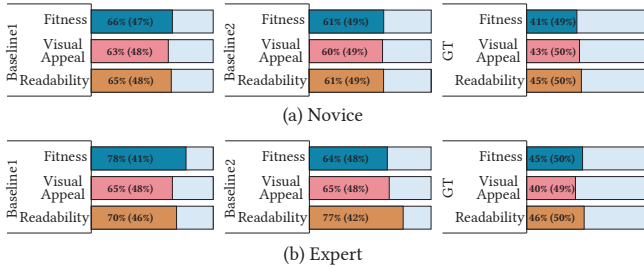 Baseline1
Fitness 66% (47%)
Visual Appeal 63% (48%)
Readability 65% (48%)
Baseline2
Fitness 61% (49%)
Visual Appeal 60% (49%)
Readability 61% (49%)
GT
Fitness 41% (49%)
Visual Appeal 43% (50%)
Readability 45% (50%)
(a) Novice
Baseline1
Fitness 78% (41%)
Visual Appeal 65% (48%)
Readability 70% (46%)
Baseline2
Fitness 64% (48%)
Visual Appeal 65% (48%)
Readability 77% (42%)
GT
Fitness 45% (50%)
Visual Appeal 40% (49%)
Readability 46% (50%)
(b) Expert